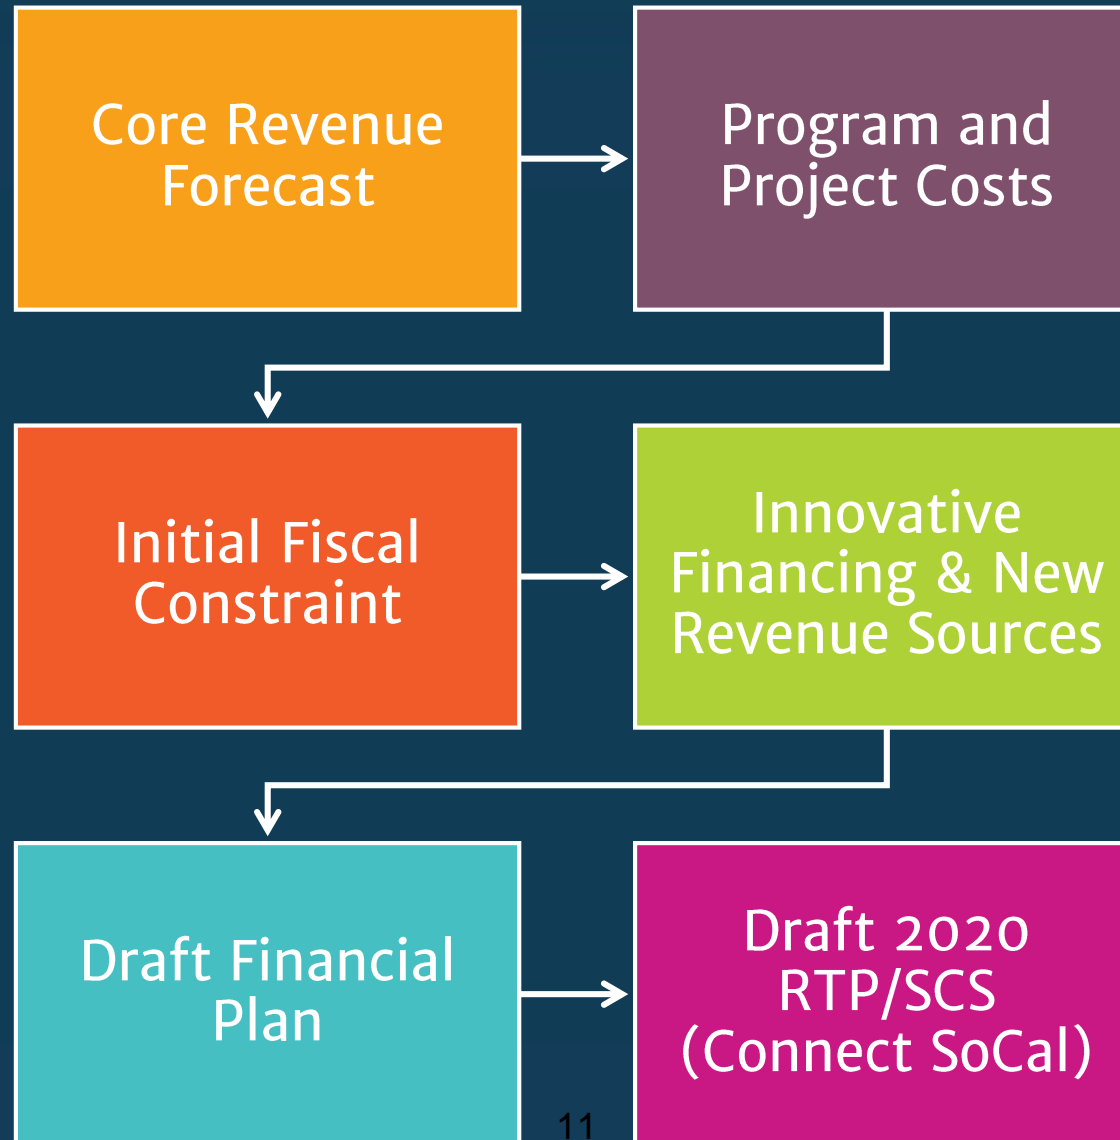 Core Revenue
Forecast
Program and
Project Costs
Initial Fiscal
Constraint
Innovative
Financing & New
Revenue Sources
Draft Financial
Plan
Draft 2020
RTP/SCS
(Connect SoCal)
11